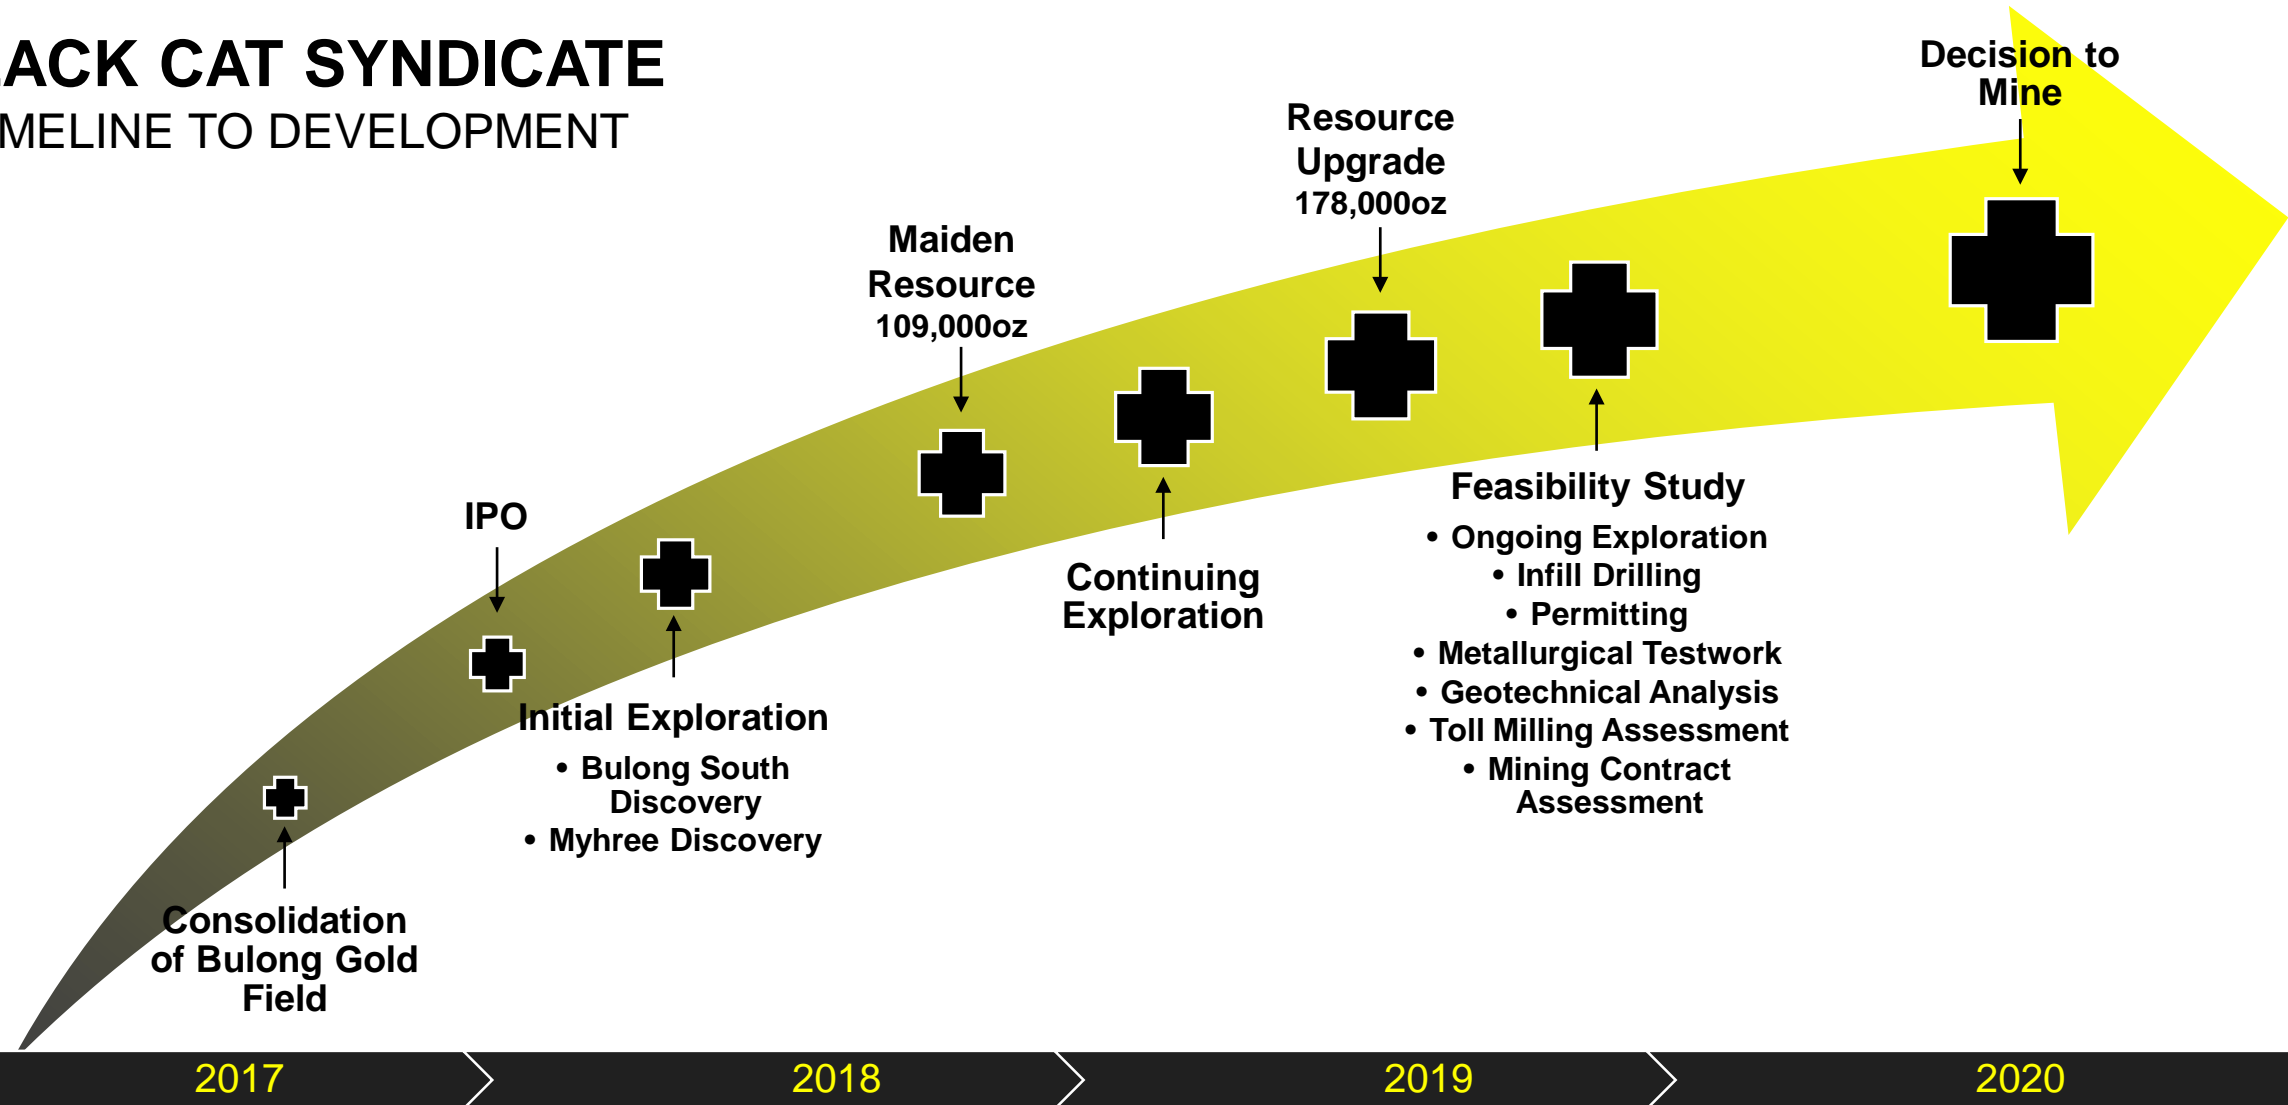 ACK CAT SYNDICATE
MELINE TO DEVELOPMENT
Decision to
Mine
Resource
Upgrade
178,000oz
Maiden
Resource
109,000oz
IPO
Feasibility Study
• Ongoing Exploration
• Infill Drilling
• Permitting
• Metallurgical Testwork
• Geotechnical Analysis
• Toll Milling Assessment
• Mining Contract
Assessment
Continuing
Exploration
Initial Exploration
• Bulong South
Discovery
• Myhree Discovery
Consolidation
of Bulong Gold
Field
2017
2018
2019
2020